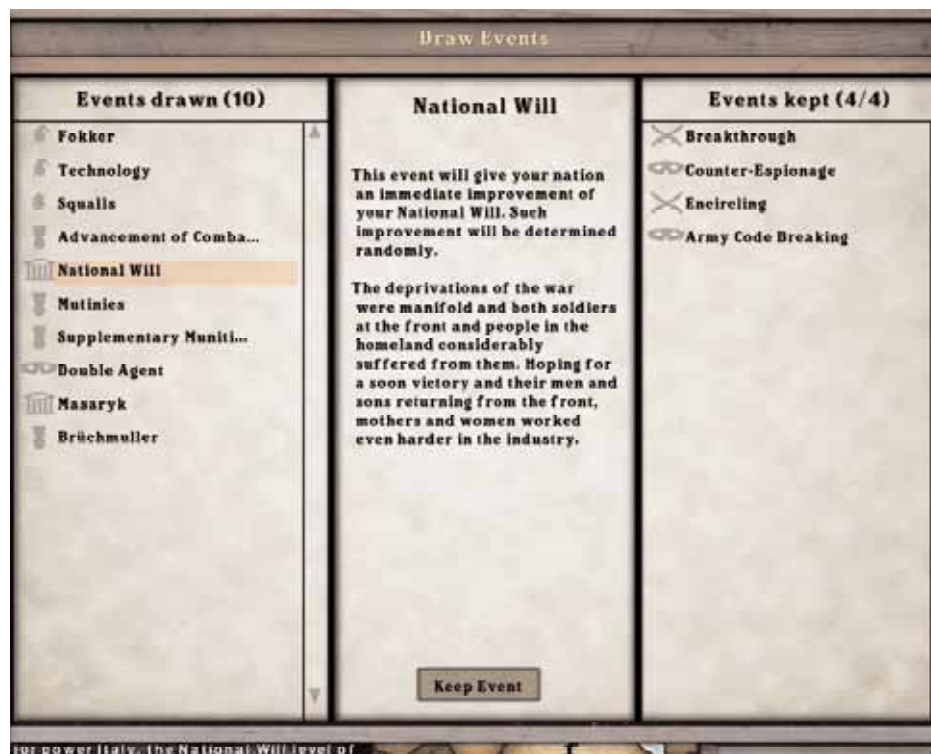 Draw Events
Events drawn (10)
Fokker
Technology
Squalls
Advancement of Comba...
National Will
Mutinies
Supplementary Muniti...
Double Agent
Masaryk
Brüchmuller
National Will
This event will give your nation
an immediate improvement of
your National Will. Such
improvement will be determined
randomly.
The deprivations of the war
were manifold and both soldiers
at the front and people in the
homeland considerably
suffered from them. Hoping for
a soon victory and their men and
sons returning from the front,
mothers and women worked
even harder in the industry.
Keep Event
Events kept (4/4)
Breakthrough
Counter-Espionage
Encircling
Army Code Breaking
for power Italy, the National Will level of